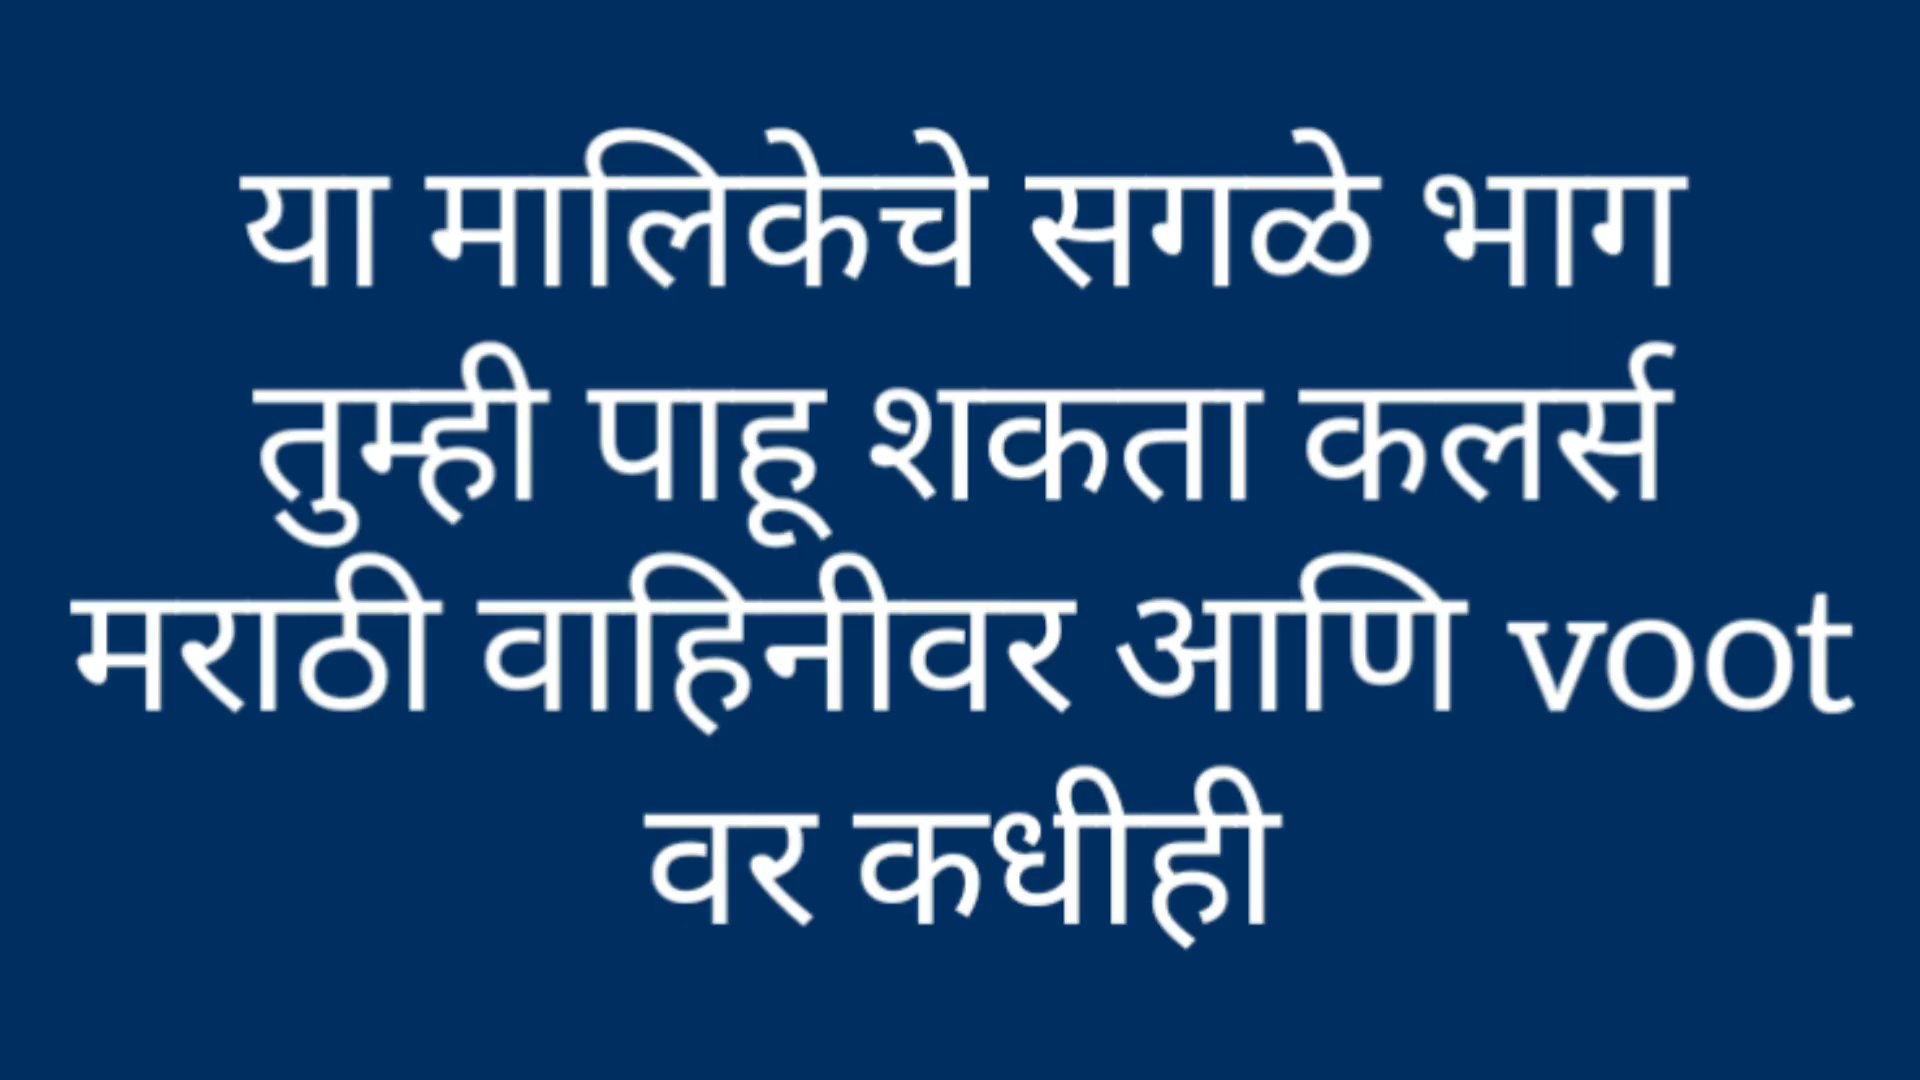 या मालिकेचे सगळे भाग
तुम्ही पाहू शकता कलर्स
मराठी वाहिनीवर आणि voot
वर कधीही